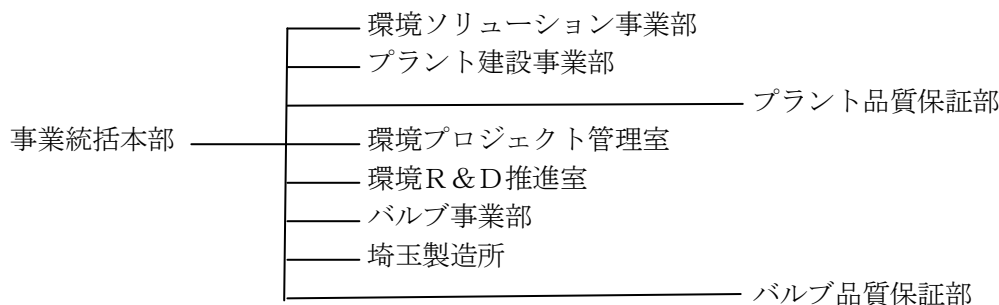 環境ソリューション事業部
プラント建設事業部
プラント品質保証部
事業統括本部
環境プロジェクト管理室
環境R&D推進室
バルブ事業部
埼玉製造所
バルブ品質保証部